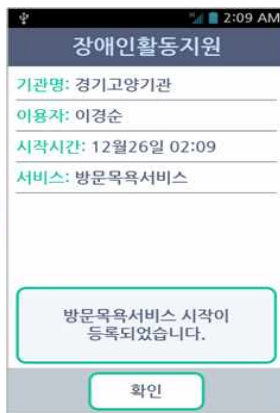 2:09 AM
장애인활동지원
기관명: 경기고양기관
이용자: 이경순
시작시간: 12월26일 02:09
서비스: 방문목욕서비스
방문목욕서비스 시작이
등록되었습니다.
확인